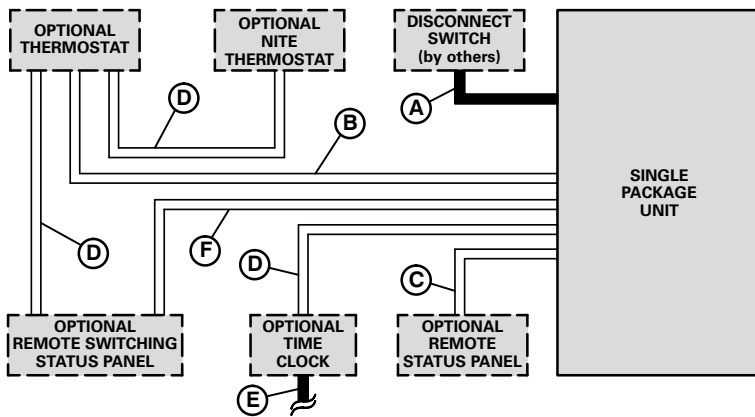 OPTIONAL
THERMOSTAT
OPTIONAL
NITE
THERMOSTAT
DISCONNECT
SWITCH
(by others)
A
D
B
SINGLE
PACKAGE
UNIT
D
F
D
C
OPTIONAL
REMOTE SWITCHING
STATUS PANEL
OPTIONAL
TIME
CLOCK
OPTIONAL
REMOTE
STATUS PANEL
E